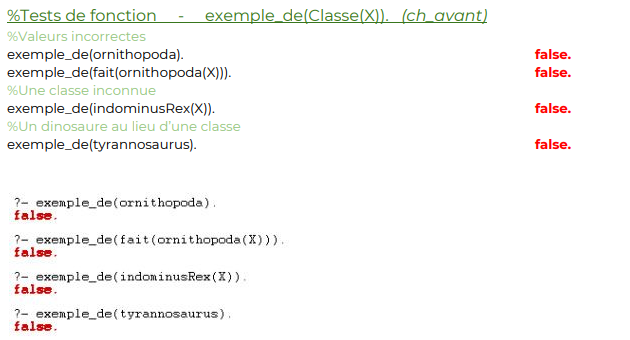 %Tests de fonction - exemple_de(Classe(X)). (ch_avant)
%Valeurs incorrectes
exemple_de(ornithopoda). false.
exemple_de(fait(ornithopoda(X))). false.
%Une classe inconnue
exemple_de(indominusRex(X)). false.
%Un dinosaure au lieu d'une classe
exemple_de(tyrannosaurus). false.
?- exemple_de(ornithopoda).
false.
?- exemple_de(fait(ornithopoda(X))).
false.
?- exemple_de(indominusRex(X)).
false.
?- exemple_de(tyrannosaurus).
false.